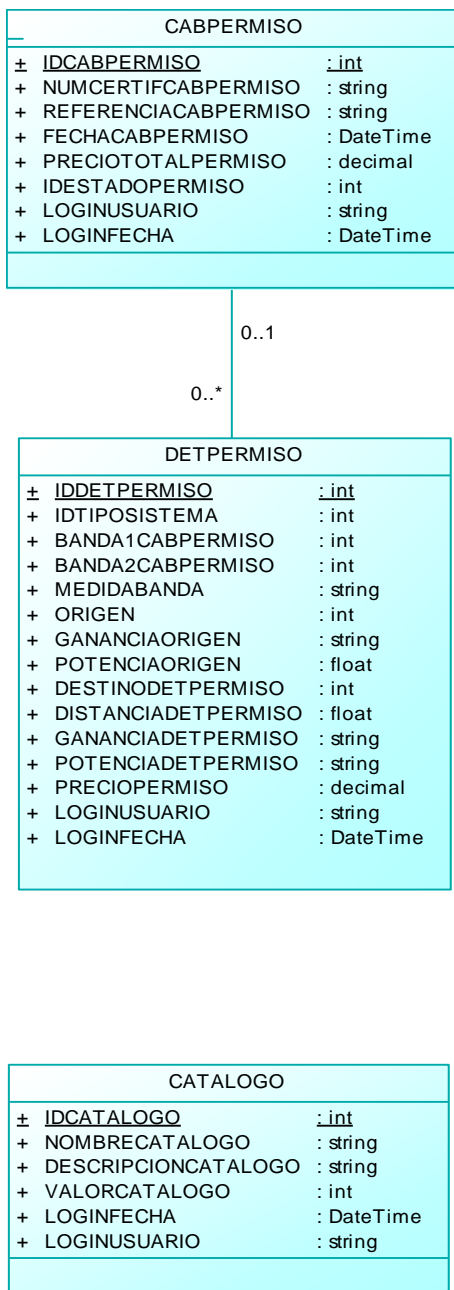 CABPERMISO
+ IDCABPERMISO : int
+ NUMCERTIFCABPERMISO : string
+ REFERENCIACABPERMISO : string
+ FECHACABPERMISO : DateTime
+ PRECIOTOTALPERMISO : decimal
+ IDESTADOPERMISO : int
+ LOGINUSUARIO : string
+ LOGINFECHA : DateTime
0..1
0..*
DETPERMISO
+ IDDETPERMISO : int
+ IDTIPOSISTEMA : int
+ BANDA1CABPERMISO : int
+ BANDA2CABPERMISO : int
+ MEDIDABANDA : string
+ ORIGEN : int
+ GANANCIAORIGEN : string
+ POTENCIAORIGEN : float
+ DESTINODETPERMISO : int
+ DISTANCIADETPERMISO : float
+ GANANCIADETPERMISO : string
+ POTENCIADETPERMISO : string
+ PRECIOPERMISO : decimal
+ LOGINUSUARIO : string
+ LOGINFECHA : DateTime
CATALOGO
+ IDCATALOGO : int
+ NOMBRECATALOGO : string
+ DESCRIPCIONCATALOGO : string
+ VALORCATALOGO : int
+ LOGINFECHA : DateTime
+ LOGINUSUARIO : string